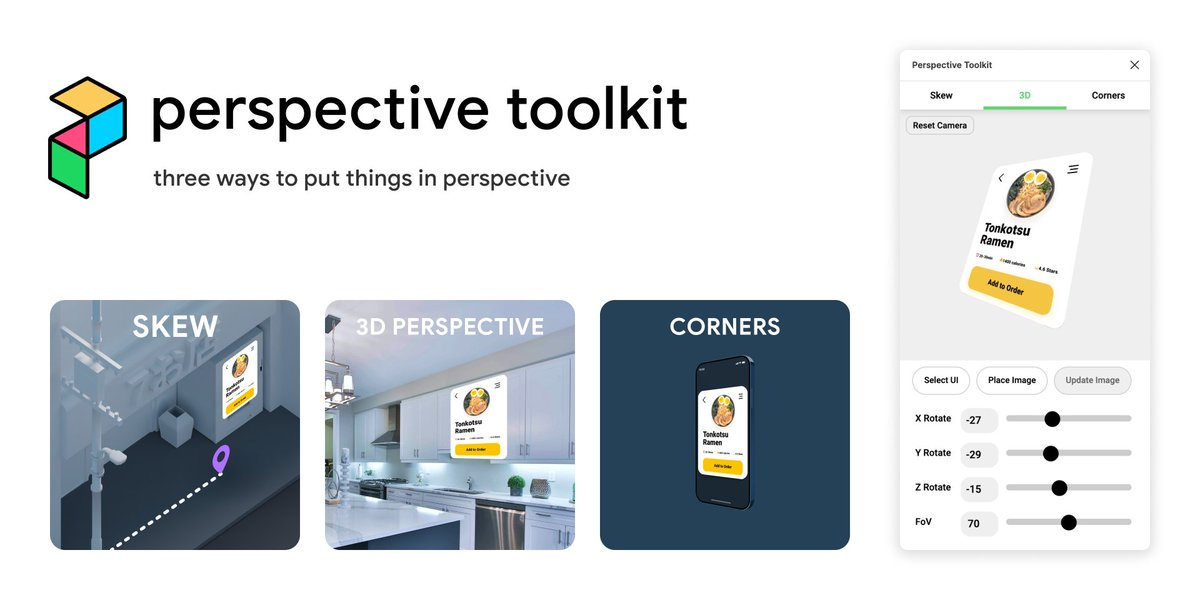 perspective toolkit
three ways to put things in perspective
SKEW
Tonkotsu
Ramen
Add to Order
3D PERSPECTIVE
Tonkotsu
Ramen
Add to Order
CORNERS
Tonkotsu
Ramen
Add to Order
Perspective Toolkit
Skew
3D
Corners
Reset Camera
Tonkotsu
Ramen
4.6 Stars
Add to Order
Select UI
Place Image
Update Image
X Rotate
-27
Y Rotate
-29
Z Rotate
-15
FoV
70